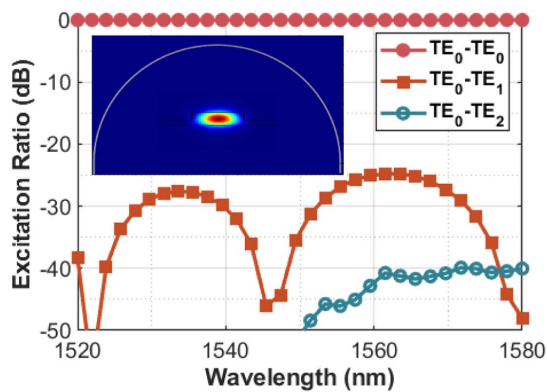 0
-10
-20
-30
-40
-50
Excitation Ratio (dB)
TE₀-TE₀
TE₀-TE₁
TE₀-TE₂
1520
1540
1560
1580
Wavelength (nm)